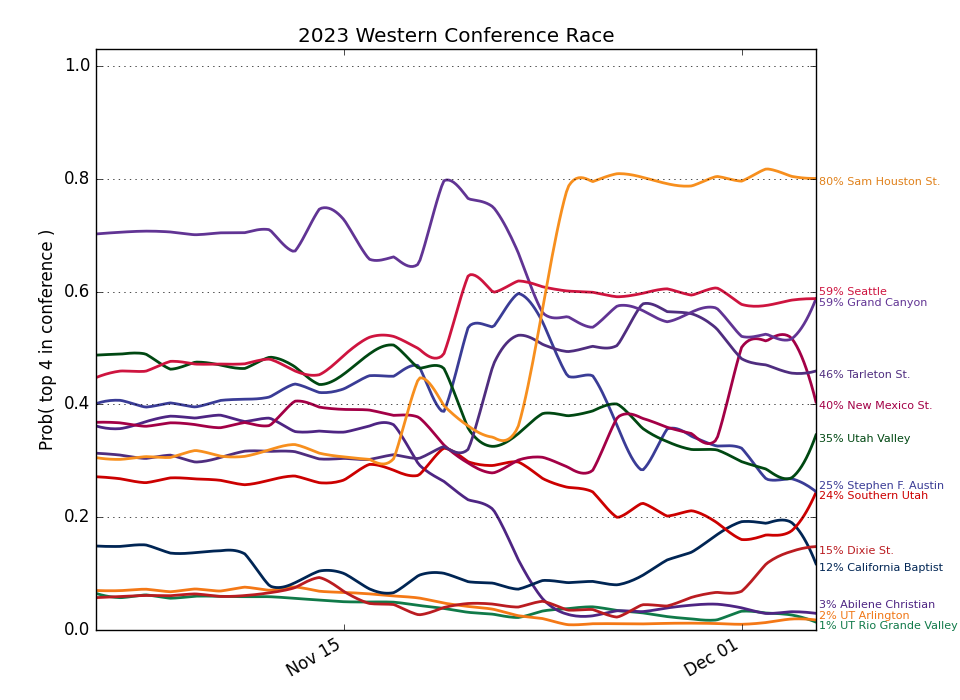 2023 Western Conference Race
Prob( top 4 in conference )
1.0
0.8
0.6
0.4
0.2
0.0
Nov 15
Dec 01
80% Sam Houston St.
59% Seattle
59% Grand Canyon
46% Tarleton St.
40% New Mexico St.
35% Utah Valley
25% Stephen F. Austin
24% Southern Utah
15% Dixie St.
12% California Baptist
3% Abilene Christian
2% UT Arlington
1% UT Rio Grande Valley